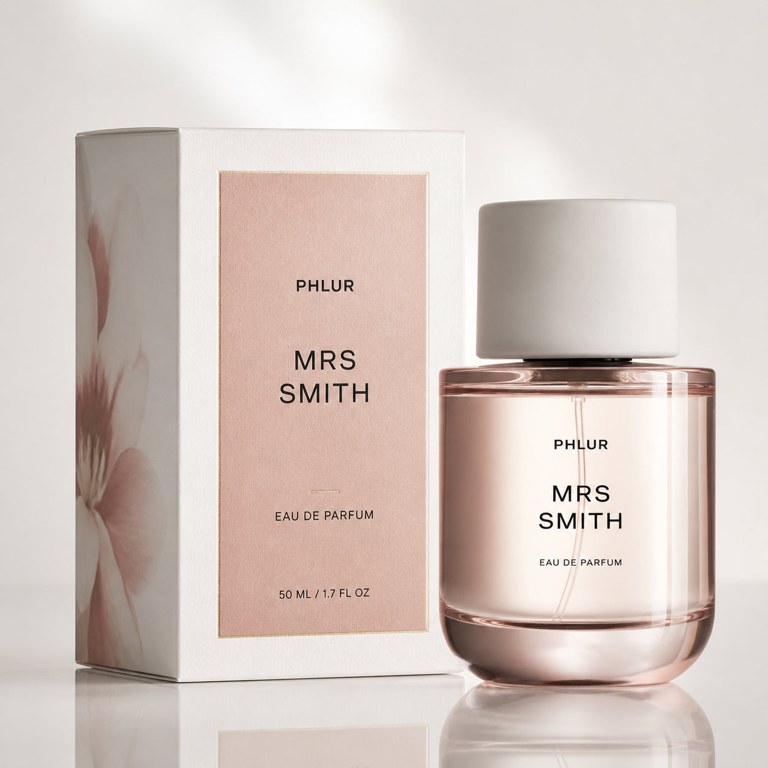 PHLUR
MRS
SMITH
EAU DE PARFUM
50 ML / 1.7 FL OZ
PHLUR
MRS
SMITH
EAU DE PARFUM